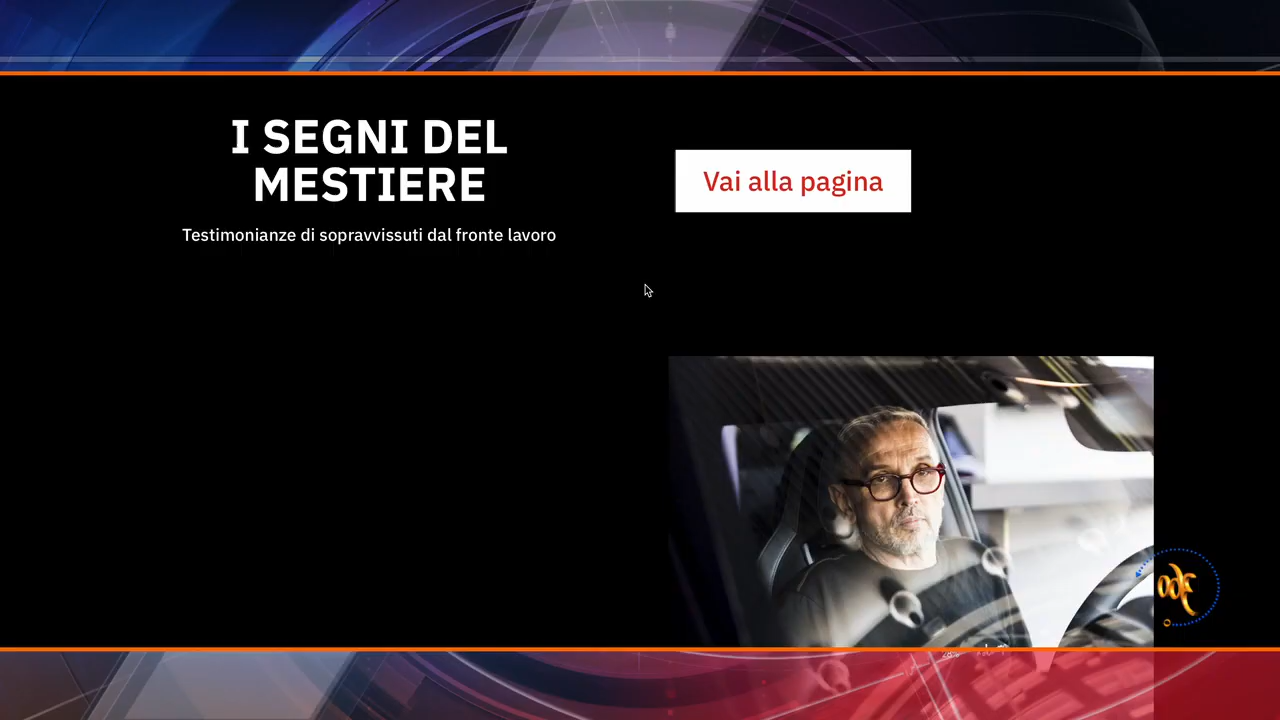 I SEGNI DEL
MESTIERE
Testimonianze di sopravvissuti dal fronte lavoro
Vai alla pagina